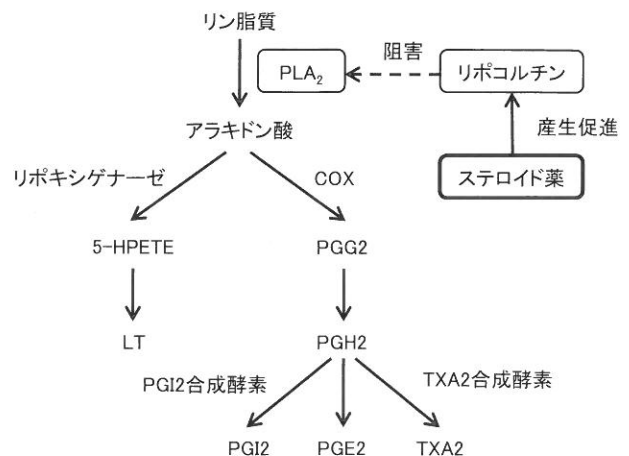 リン脂質
阻害
PLA₂
リポコルチン
産生促進
アラキドン酸
ステロイド薬
リポキシゲナーゼ
COX
5-HPETE
PGG2
LT
PGH2
PGI2合成酵素
TXA2合成酵素
PGI2
PGE2
TXA2